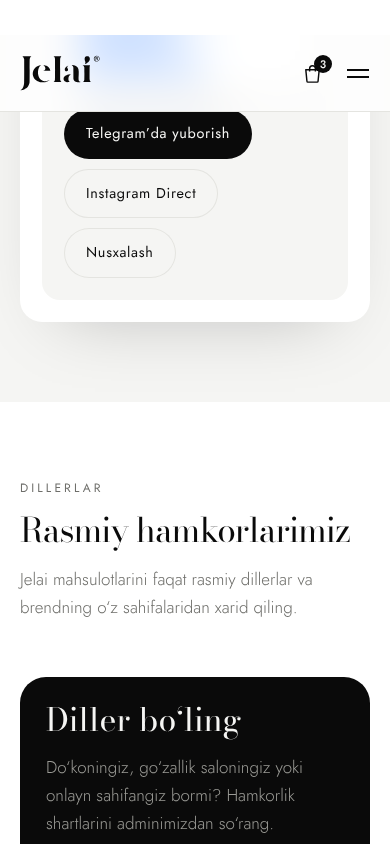 Jelai®
3
Telegram’da yuborish
Instagram Direct
Nusxalash
DILLERLAR
Rasmiy hamkorlarimiz
Jelai mahsulotlarini faqat rasmiy dillerlar va
brendning o‘z sahifalaridan xarid qiling.
Diller bo‘ling
Do‘koningiz, go‘zallik saloningiz yoki
onlayn sahifangiz bormi? Hamkorlik
shartlarini adminimizdan so‘rang.